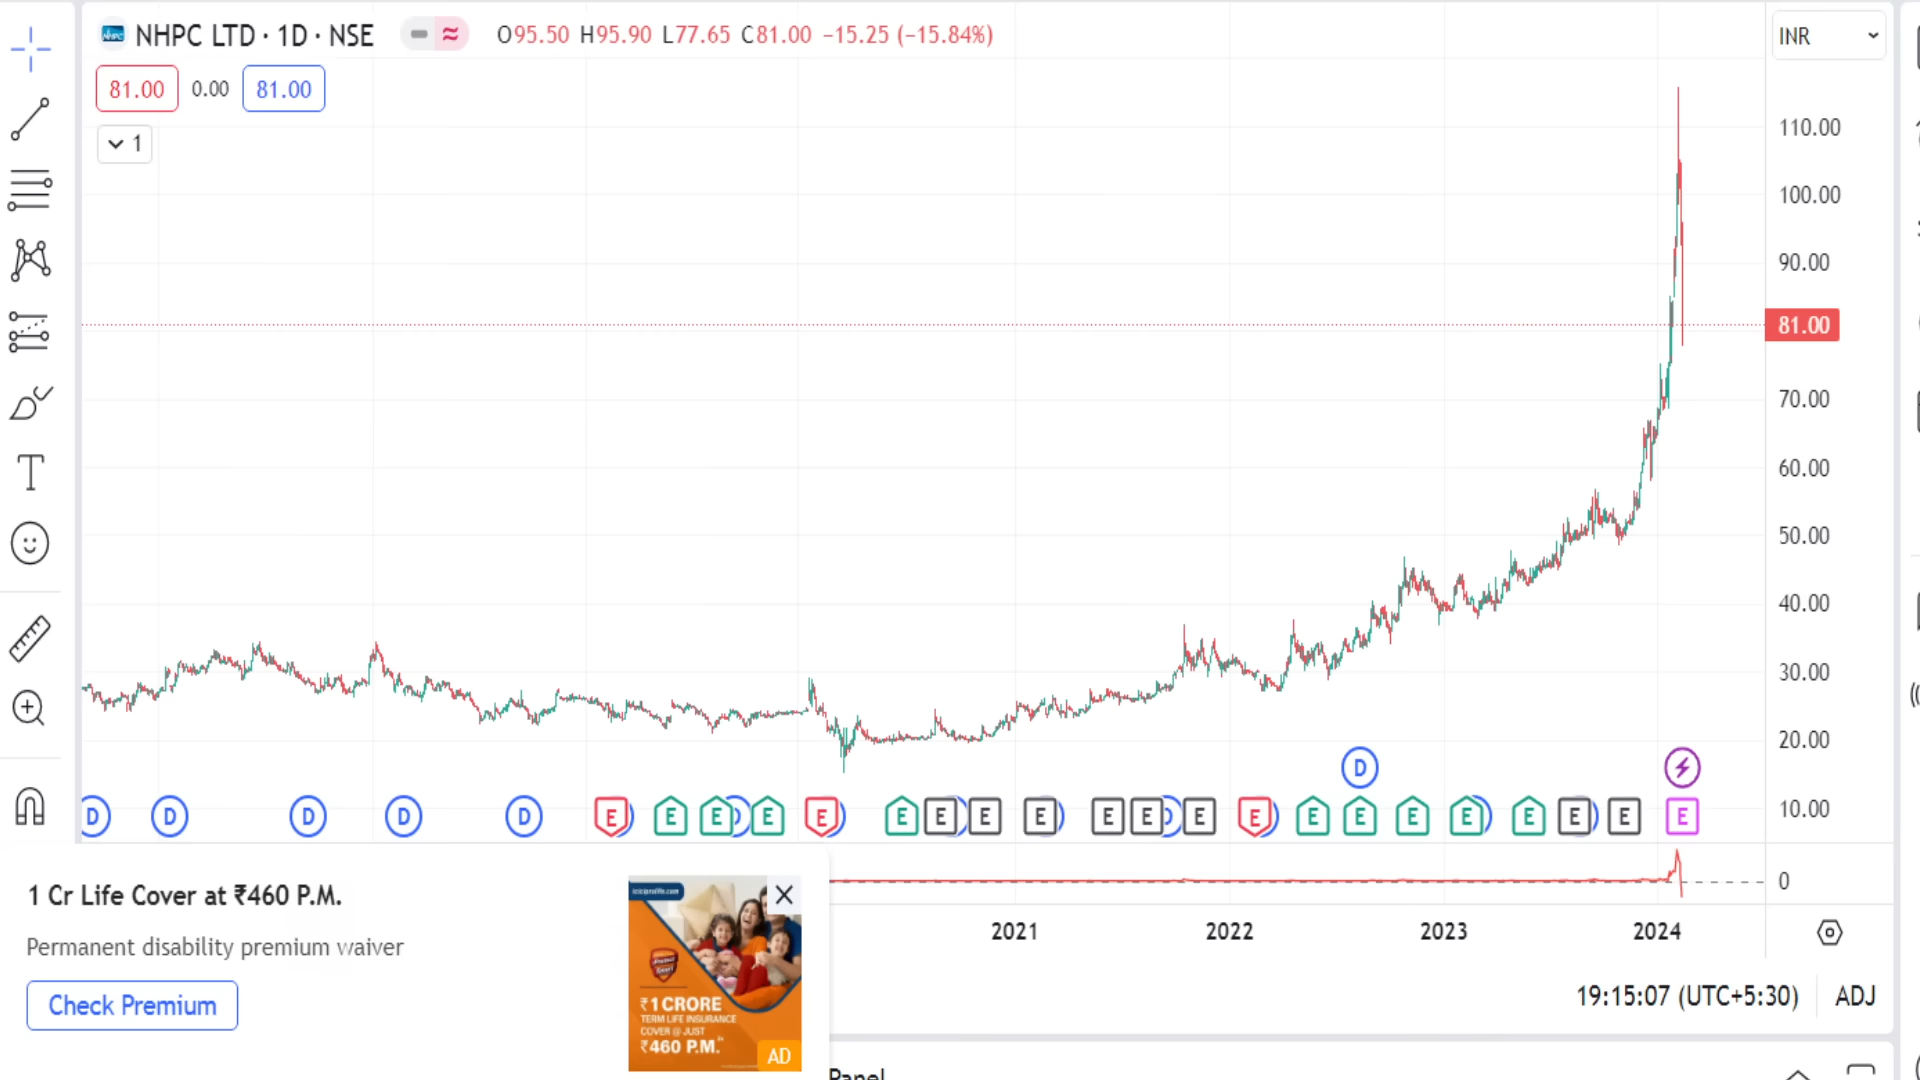 NHPC LTD · 1D · NSE
O95.50 H95.90 L77.65 C81.00 −15.25 (−15.84%)
INR
81.00 0.00 81.00
1
110.00
100.00
90.00
81.00
70.00
60.00
50.00
40.00
30.00
20.00
10.00
D
D D D D E E E D E E E E E E E E D E E E E E E E E E E
0
1 Cr Life Cover at ₹460 P.M.
Permanent disability premium waiver
Check Premium
₹1 CRORE
TERM LIFE INSURANCE
COVER @ JUST
₹460 P.M.
AD
2021 2022 2023 2024
19:15:07 (UTC+5:30) ADJ
Panel